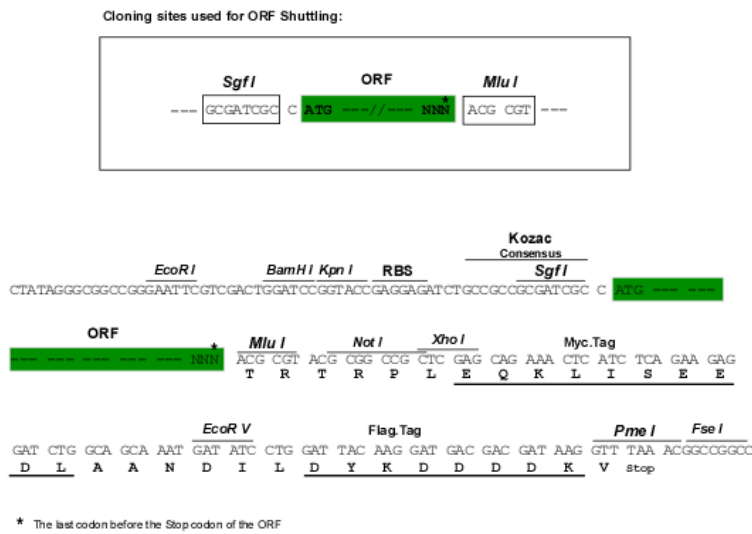 Cloning sites used for ORF Shuttling:
Sgf I ORF Mlu I
--- GCGATCGC C ATG ---//--- NNN* ACG CGT ---
Kozac
Consensus
EcoR I BamH I Kpn I RBS Sgf I
CTATAGGGCGGCCGGGAATTCGTCGACTGGATCCGGTACCGAGGAGATCTGCCGCCGCGATCGC C ATG --- ---
ORF Mlu I Not I Xho I Myc.Tag
--- --- --- --- --- NNN* ACG CGT ACG CGG CCG CTC GAG CAG AAA CTC ATC TCA GAA GAG
T R T R P L E Q K L I S E E
EcoR V Flag.Tag Pme I Fse I
GAT CTG GCA GCA AAT GAT ATC CTG GAT TAC AAG GAT GAC GAC GAT AAG GTT TAA ACGGCCGGCC
D L A A N D I L D Y K D D D D K V Stop
* The last codon before the Stop codon of the ORF